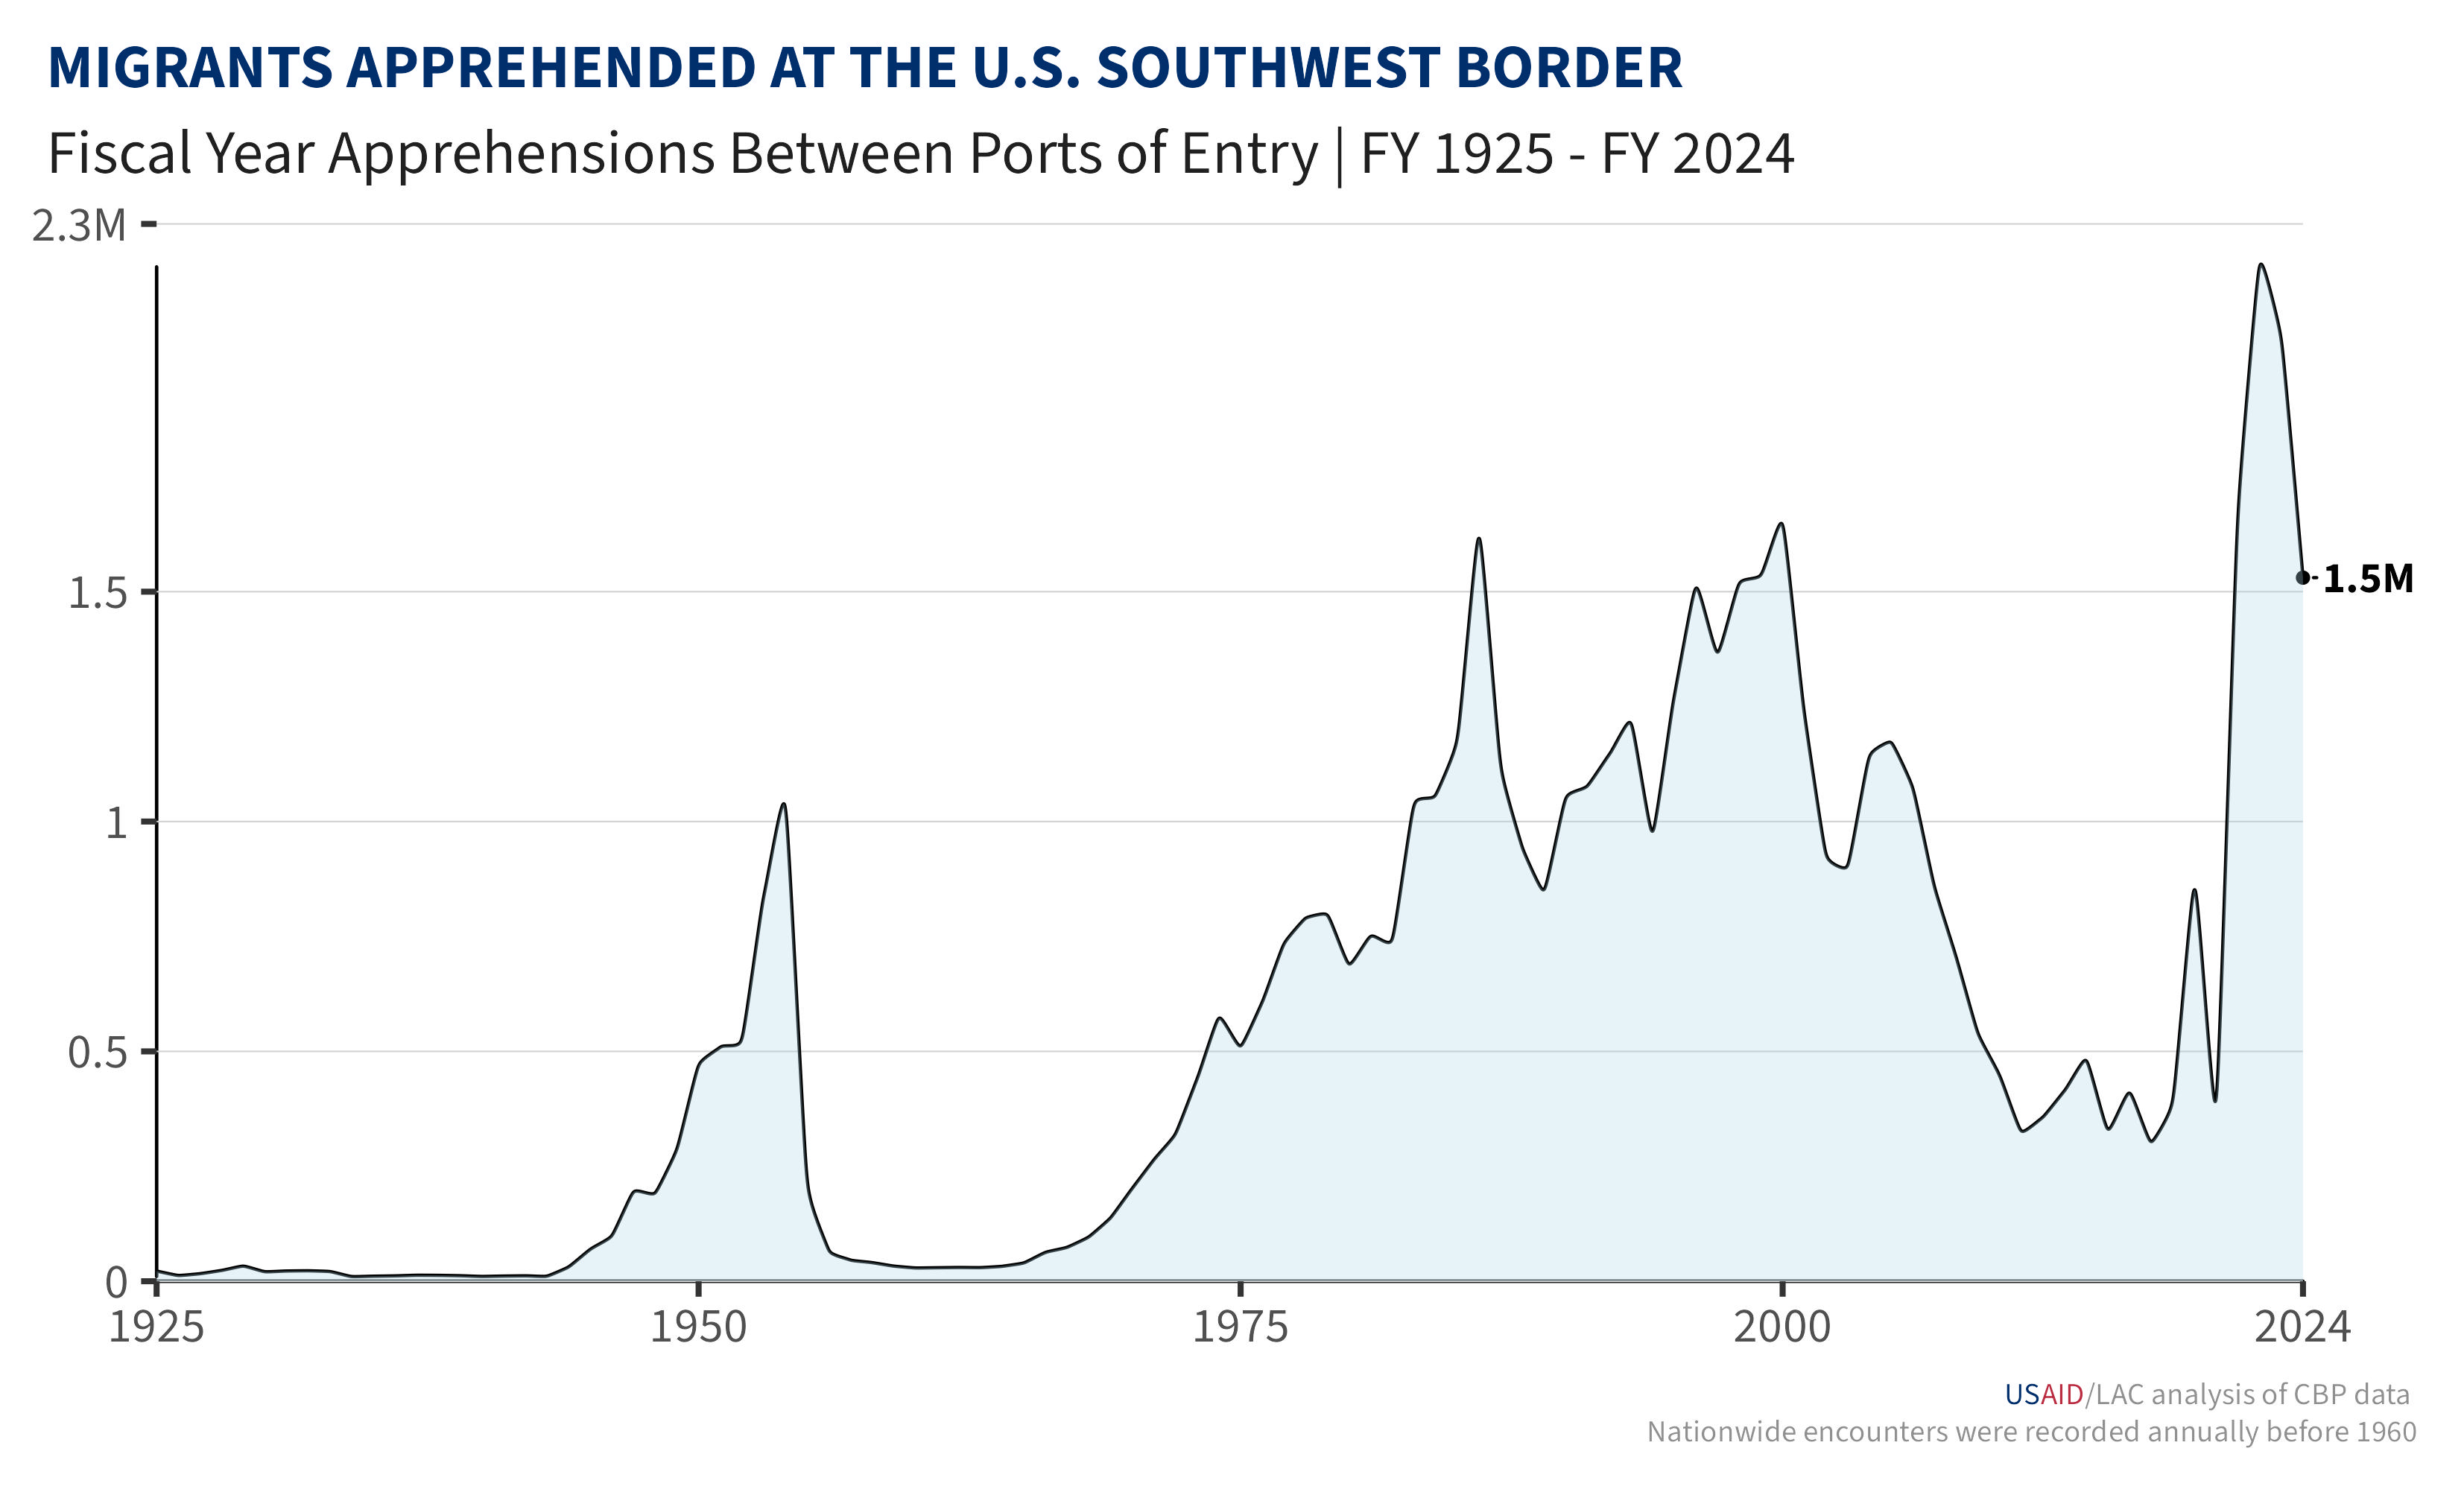 MIGRANTS APPREHENDED AT THE U.S. SOUTHWEST BORDER
Fiscal Year Apprehensions Between Ports of Entry | FY 1925 - FY 2024
2.3M
1.5
1.5M
1
0.5
0
1925 1950 1975 2000 2024
USAID/LAC analysis of CBP data
Nationwide encounters were recorded annually before 1960